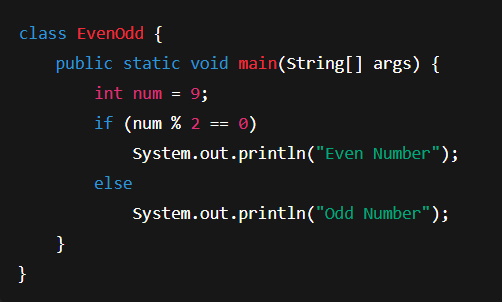 class EvenOdd {
    public static void main(String[] args) {
        int num = 9;
        if (num % 2 == 0)
            System.out.println("Even Number");
        else
            System.out.println("Odd Number");
    }
}